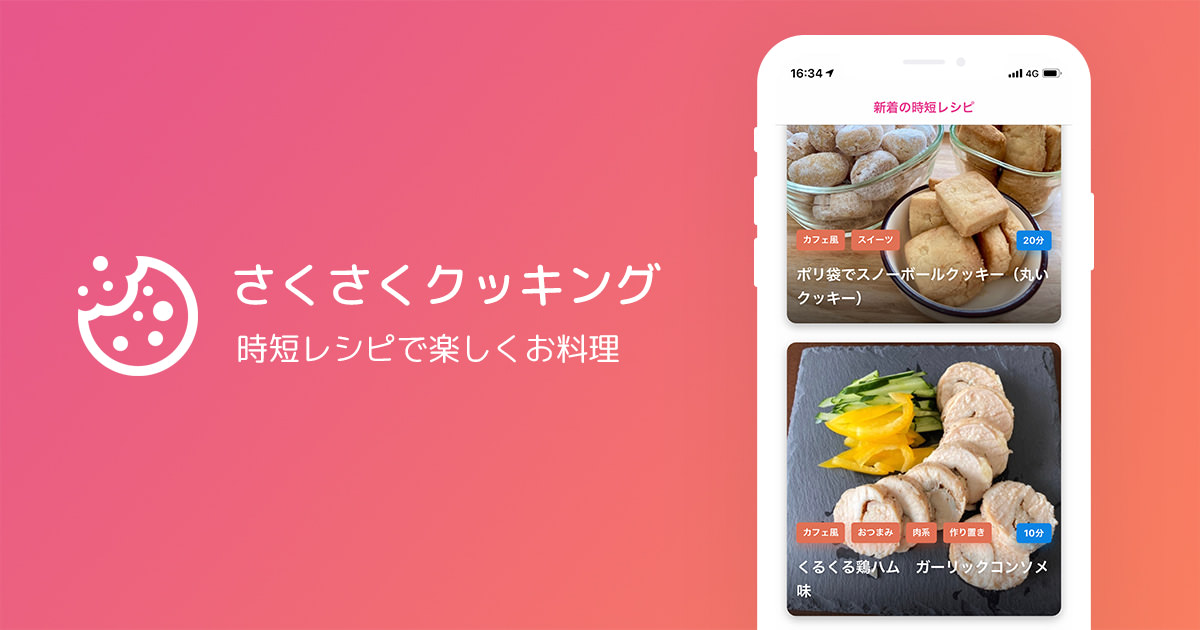 さくさくクッキング
時短レシピで楽しくお料理
16:34
4G
新着の時短レシピ
カフェ風 スイーツ 20分
ポリ袋でスノーボールクッキー（丸い
クッキー）
カフェ風 おつまみ 肉系 作り置き 10分
くるくる鶏ハム　ガーリックコンソメ
味